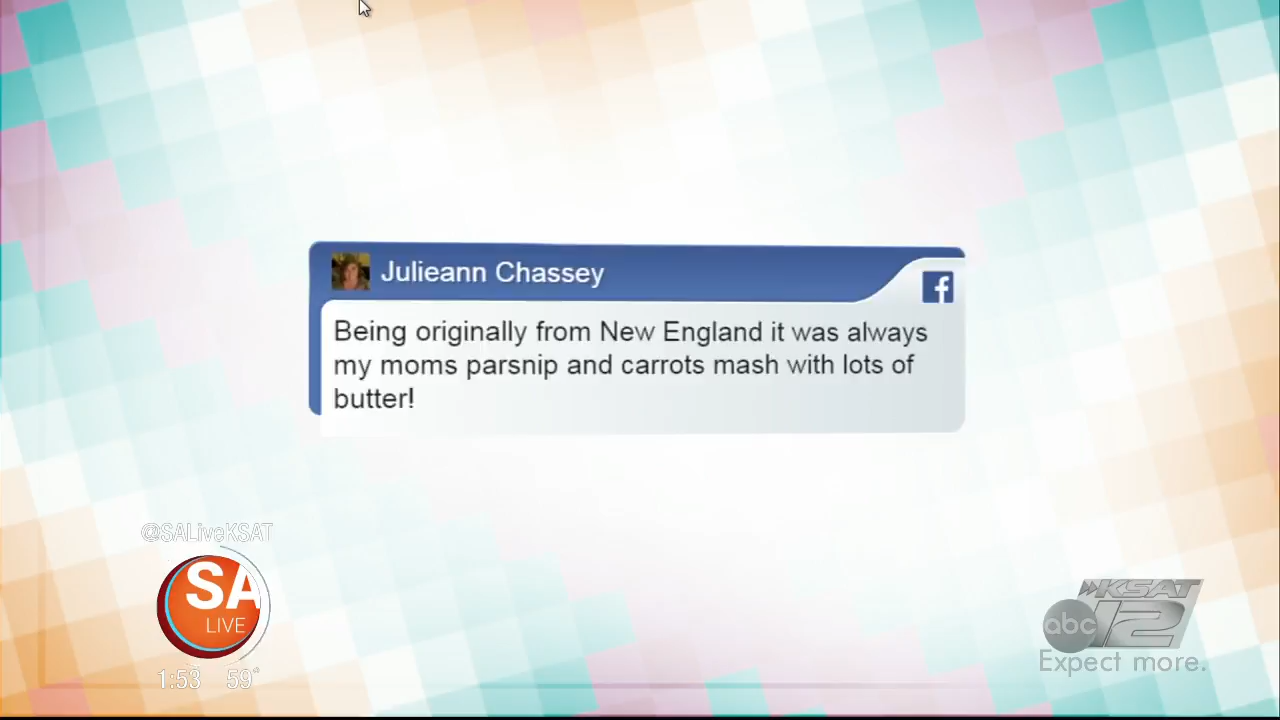 Julieann Chassey
f
Being originally from New England it was always
my moms parsnip and carrots mash with lots of
butter!
@SALiveKSAT
SA
LIVE
1:53 59°
KSAT
abc 12
Expect more.